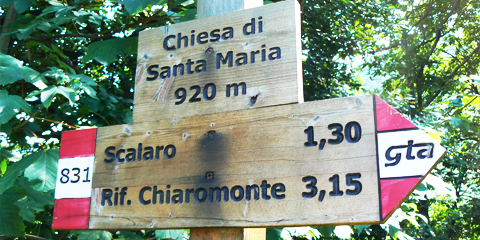 Chiesa di
Santa Maria
920 m
Scalaro 1,30
831
Rif. Chiaromonte 3,15
gta